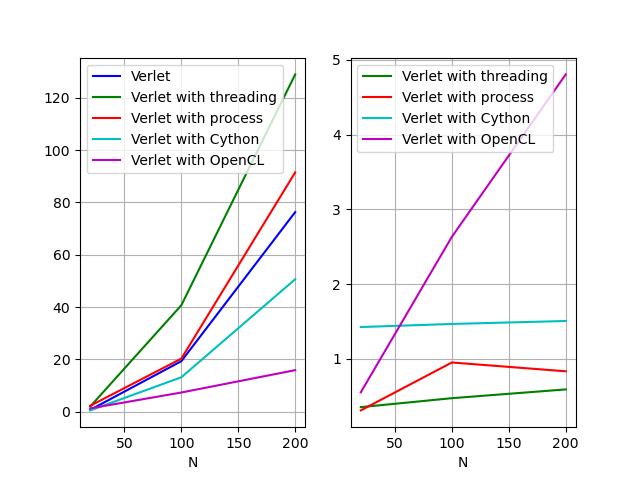 Verlet
Verlet with threading
Verlet with process
Verlet with Cython
Verlet with OpenCL
120
100
80
60
40
20
0
50
100
150
200
N
Verlet with threading
Verlet with process
Verlet with Cython
Verlet with OpenCL
5
4
3
2
1
50
100
150
200
N